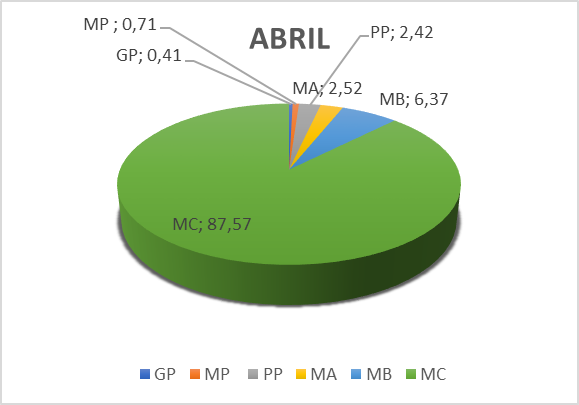 ABRIL
MP ; 0,71
GP; 0,41
PP; 2,42
MA; 2,52
MB; 6,37
MC; 87,57
GP MP PP MA MB MC